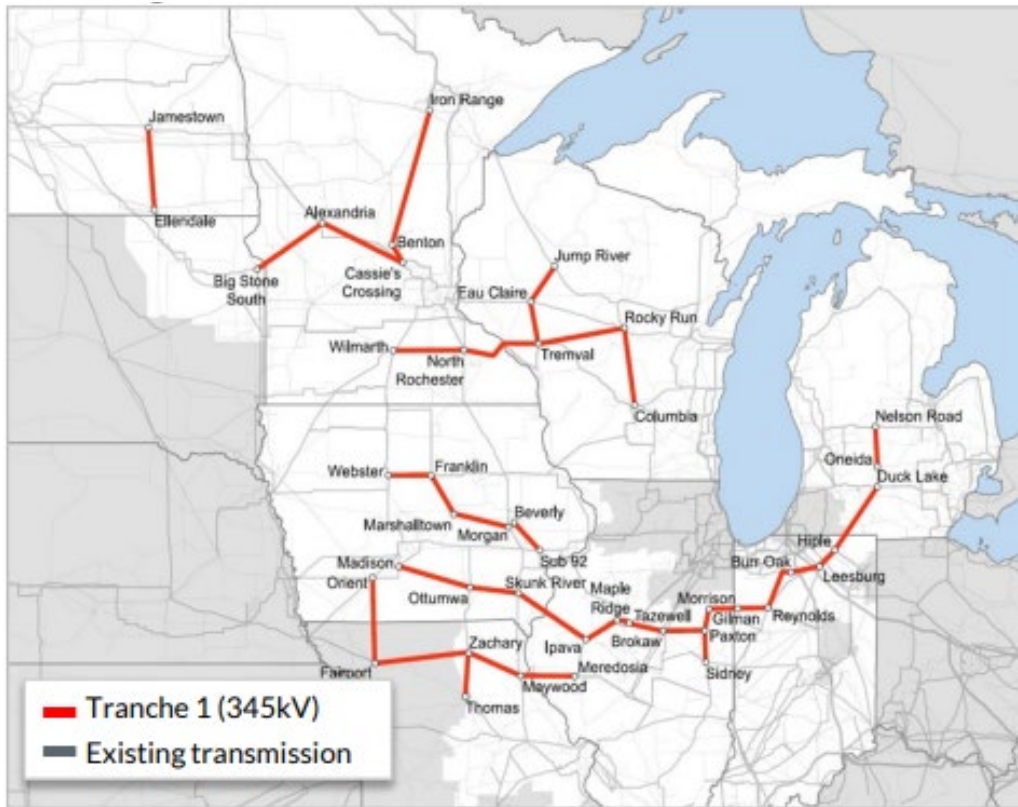 Iron Range
Jamestown
Alexandria
Ellendale
Benton
Jump River
Big Stone
South
Cassie's
Crossing
Eau Claire
Rocky Run
Wilmarth
North
Rochester
Tremval
Columbia
Nelson Road
Oneida
Duck Lake
Webster
Franklin
Marshalltown
Beverly
Morgan
Sub 92
Hiple
Burr Oak
Leesburg
Madison
Orient
Skunk River
Ottumwa
Maple
Ridge
Tazewell
Morrison
Gilman
Reynolds
Paxton
Brokaw
Ipava
Zachary
Meredosia
Sidney
Fairport
Maywood
Thomas
Tranche 1 (345kV)
Existing transmission